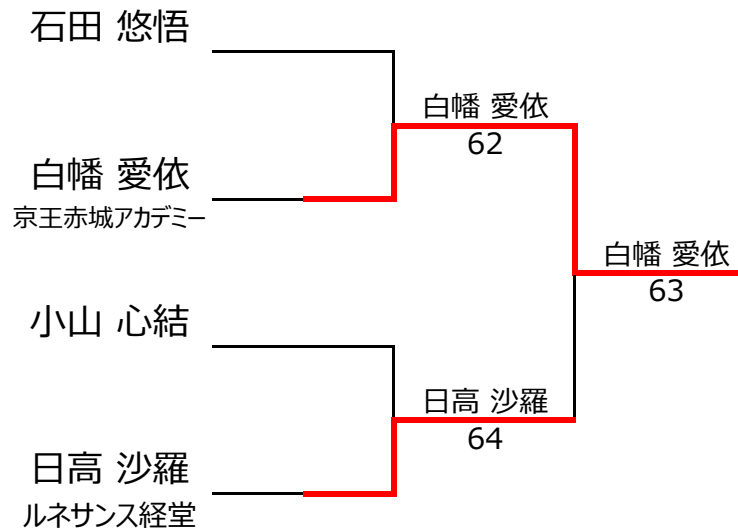 石田 悠悟
白幡 愛依
62
白幡 愛依
京王赤城アカデミー
白幡 愛依
63
小山 心結
日高 沙羅
64
日高 沙羅
ルネサンス経堂